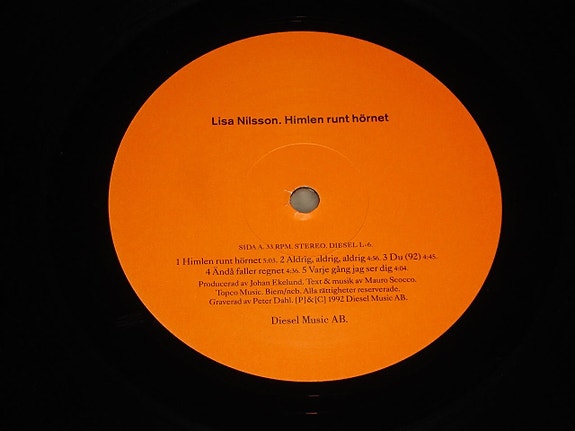 Lisa Nilsson. Himlen runt hörnet
SIDA A. 33 RPM. STEREO. DIESEL L-6.
1 Himlen runt hörnet 5.03. 2 Aldrig, aldrig, aldrig 4:56. 3 Du (92) 4:45.
4 Ändå faller regnet 4:36. 5 Varje gång jag ser dig 4:04.
Producerad av Johan Ekelund. Text & musik av Mauro Scocco.
Topco Music. Biem/ncb. Alla rättigheter reserverade.
Graverad av Peter Dahl. [P] & [C] 1992 Diesel Music AB.
Diesel Music AB.